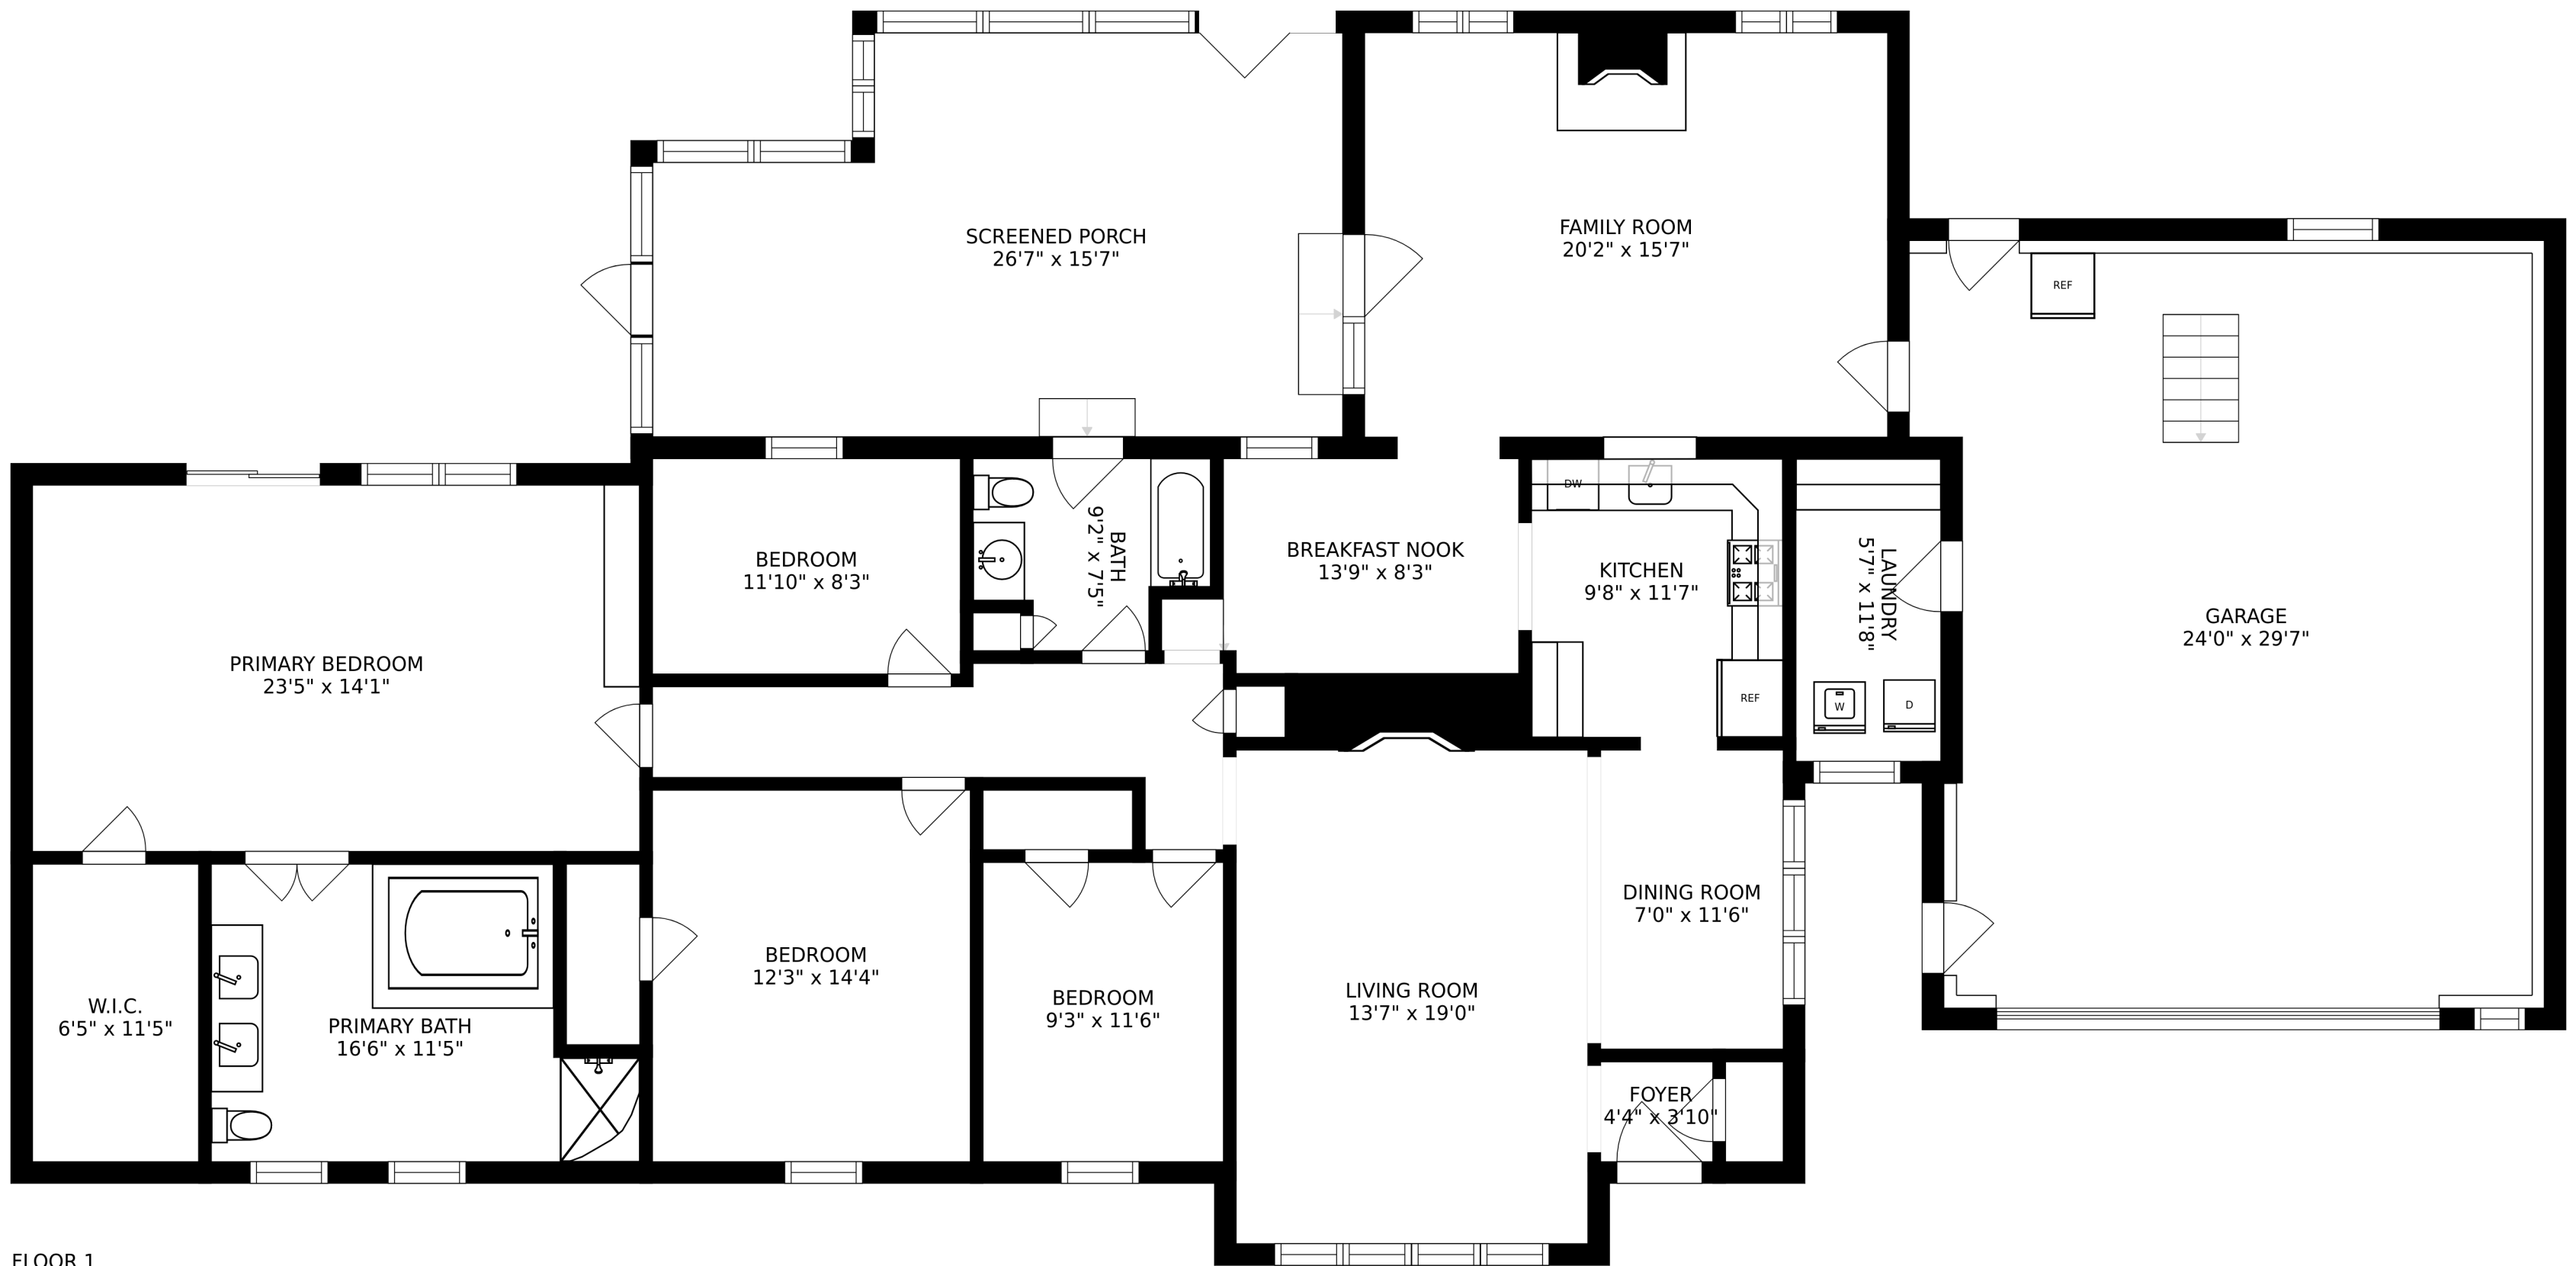 SCREENED PORCH
26'7" x 15'7"
FAMILY ROOM
20'2" x 15'7"
REF
DW
BATH
9'2" x 7'5"
BEDROOM
11'10" x 8'3"
BREAKFAST NOOK
13'9" x 8'3"
KITCHEN
9'8" x 11'7"
LAUNDRY
5'7" x 11'8"
GARAGE
24'0" x 29'7"
PRIMARY BEDROOM
23'5" x 14'1"
REF
W
D
DINING ROOM
7'0" x 11'6"
BEDROOM
12'3" x 14'4"
LIVING ROOM
13'7" x 19'0"
BEDROOM
9'3" x 11'6"
W.I.C.
6'5" x 11'5"
PRIMARY BATH
16'6" x 11'5"
FOYER
4'4" x 3'10"
FLOOR 1